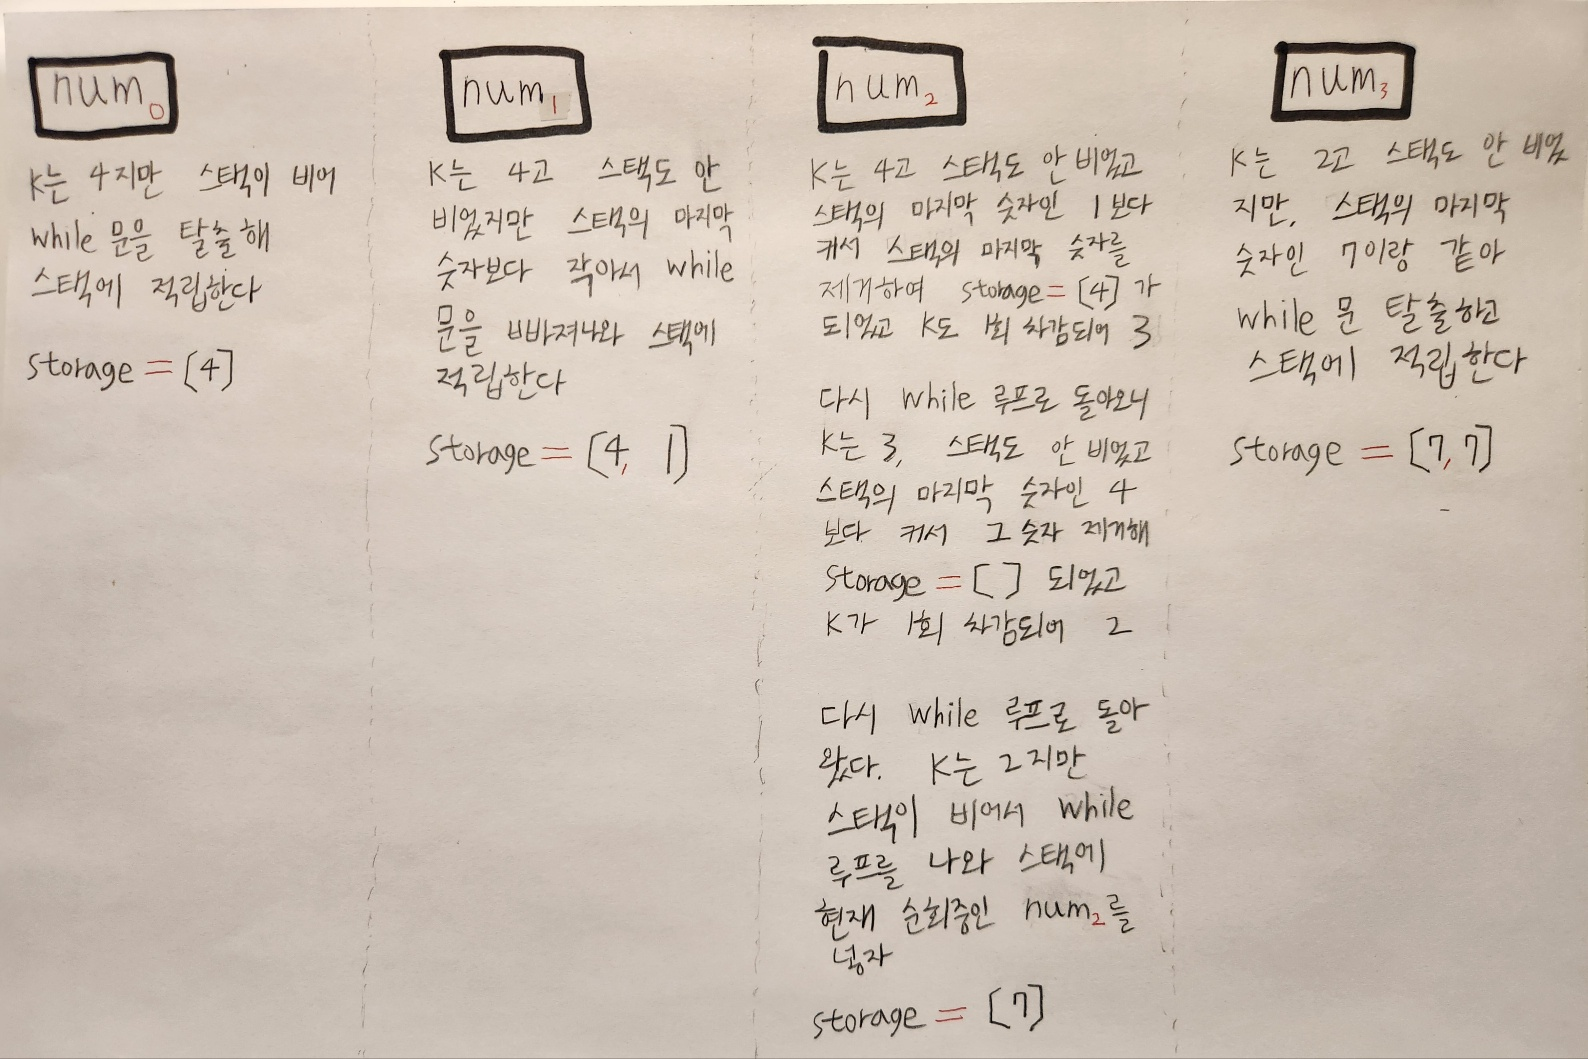 num0
K는 4지만 스택이 비어
while 문을 탈출해
스택에 적립한다
storage = [4]
num1
K는 4고 스택도 안
비었지만 스택의 마지막
숫자보다 작아서 while
문을 빠져나와 스택에
적립한다
storage = [4, 1]
num2
K는 4고 스택도 안 비었고
스택의 마지막 숫자인 1보다
커서 스택의 마지막 숫자를
제거하여 storage = [4] 가
되었고 K도 1회 차감되어 3
다시 while 루프로 돌아오니
K는 3, 스택도 안 비었고
스택의 마지막 숫자인 4
보다 커서 그 숫자 제거해
storage = [ ] 되었고
K가 1회 차감되어 2
다시 while 루프로 돌아
왔다. K는 2지만
스택이 비어서 while
루프를 나와 스택에
현재 순회중인 num2를
넣자
storage = [7]
num3
K는 2고 스택도 안 비었
지만, 스택의 마지막
숫자인 7이랑 같아
while 문 탈출하고
스택에 적립한다
storage = [7, 7]